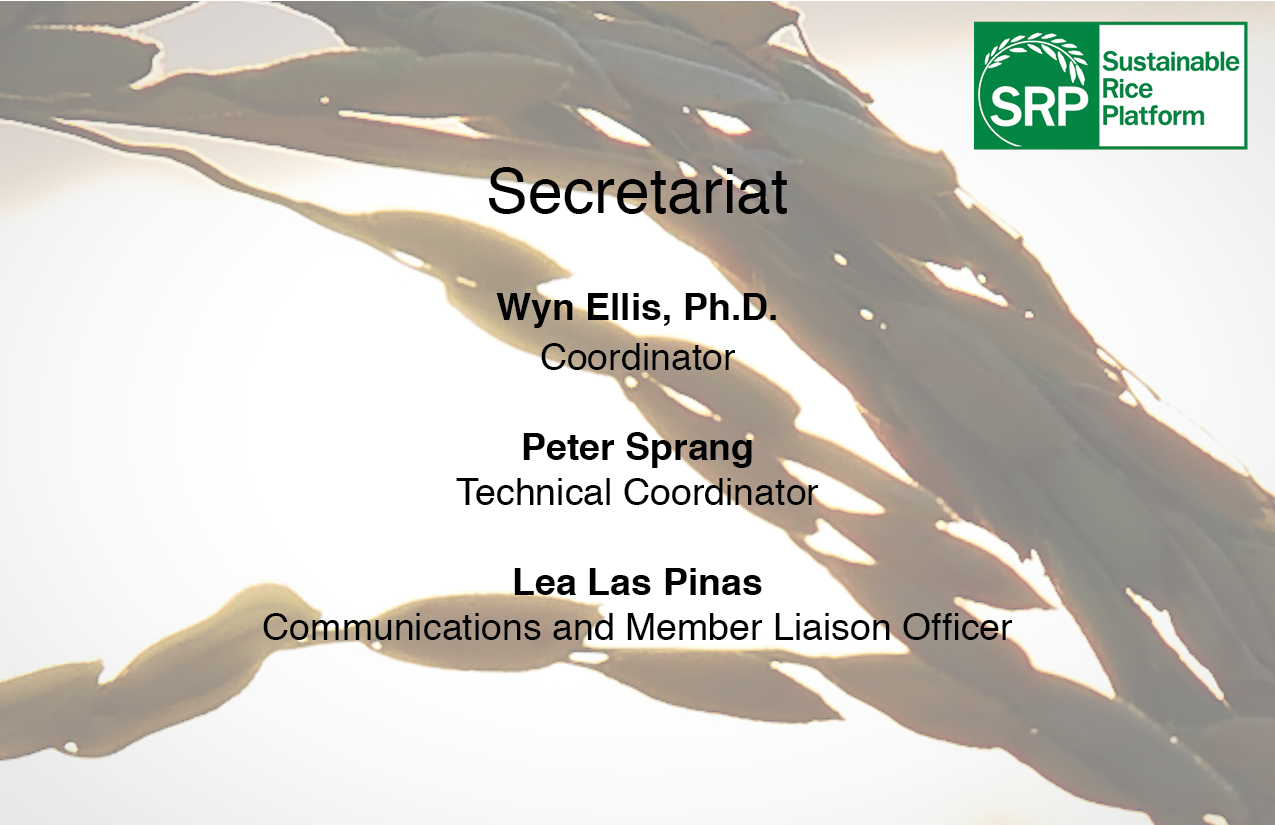 SRP
Sustainable
Rice
Platform
Secretariat
Wyn Ellis, Ph.D.
Coordinator
Peter Sprang
Technical Coordinator
Lea Las Pinas
Communications and Member Liaison Officer